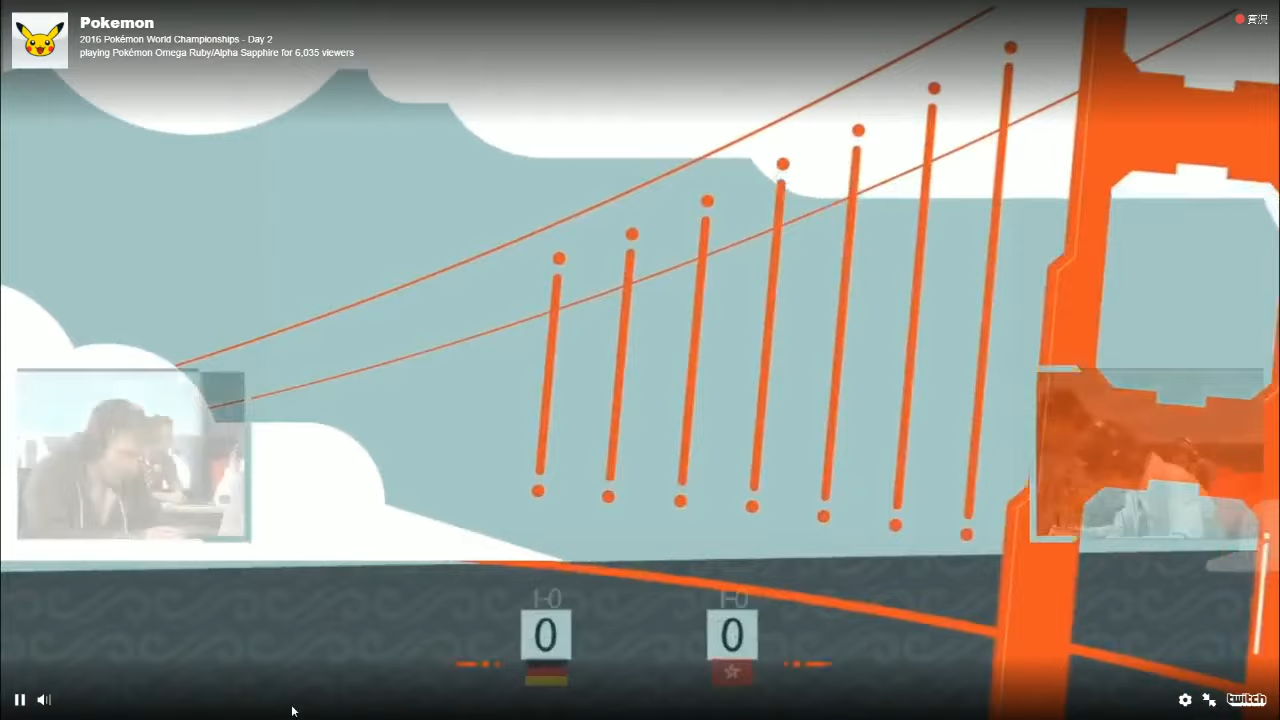 Pokemon
2016 Pokémon World Championships - Day 2
playing Pokémon Omega Ruby/Alpha Sapphire for 6,035 viewers
實況
1-0
1-0
0
0
twitch